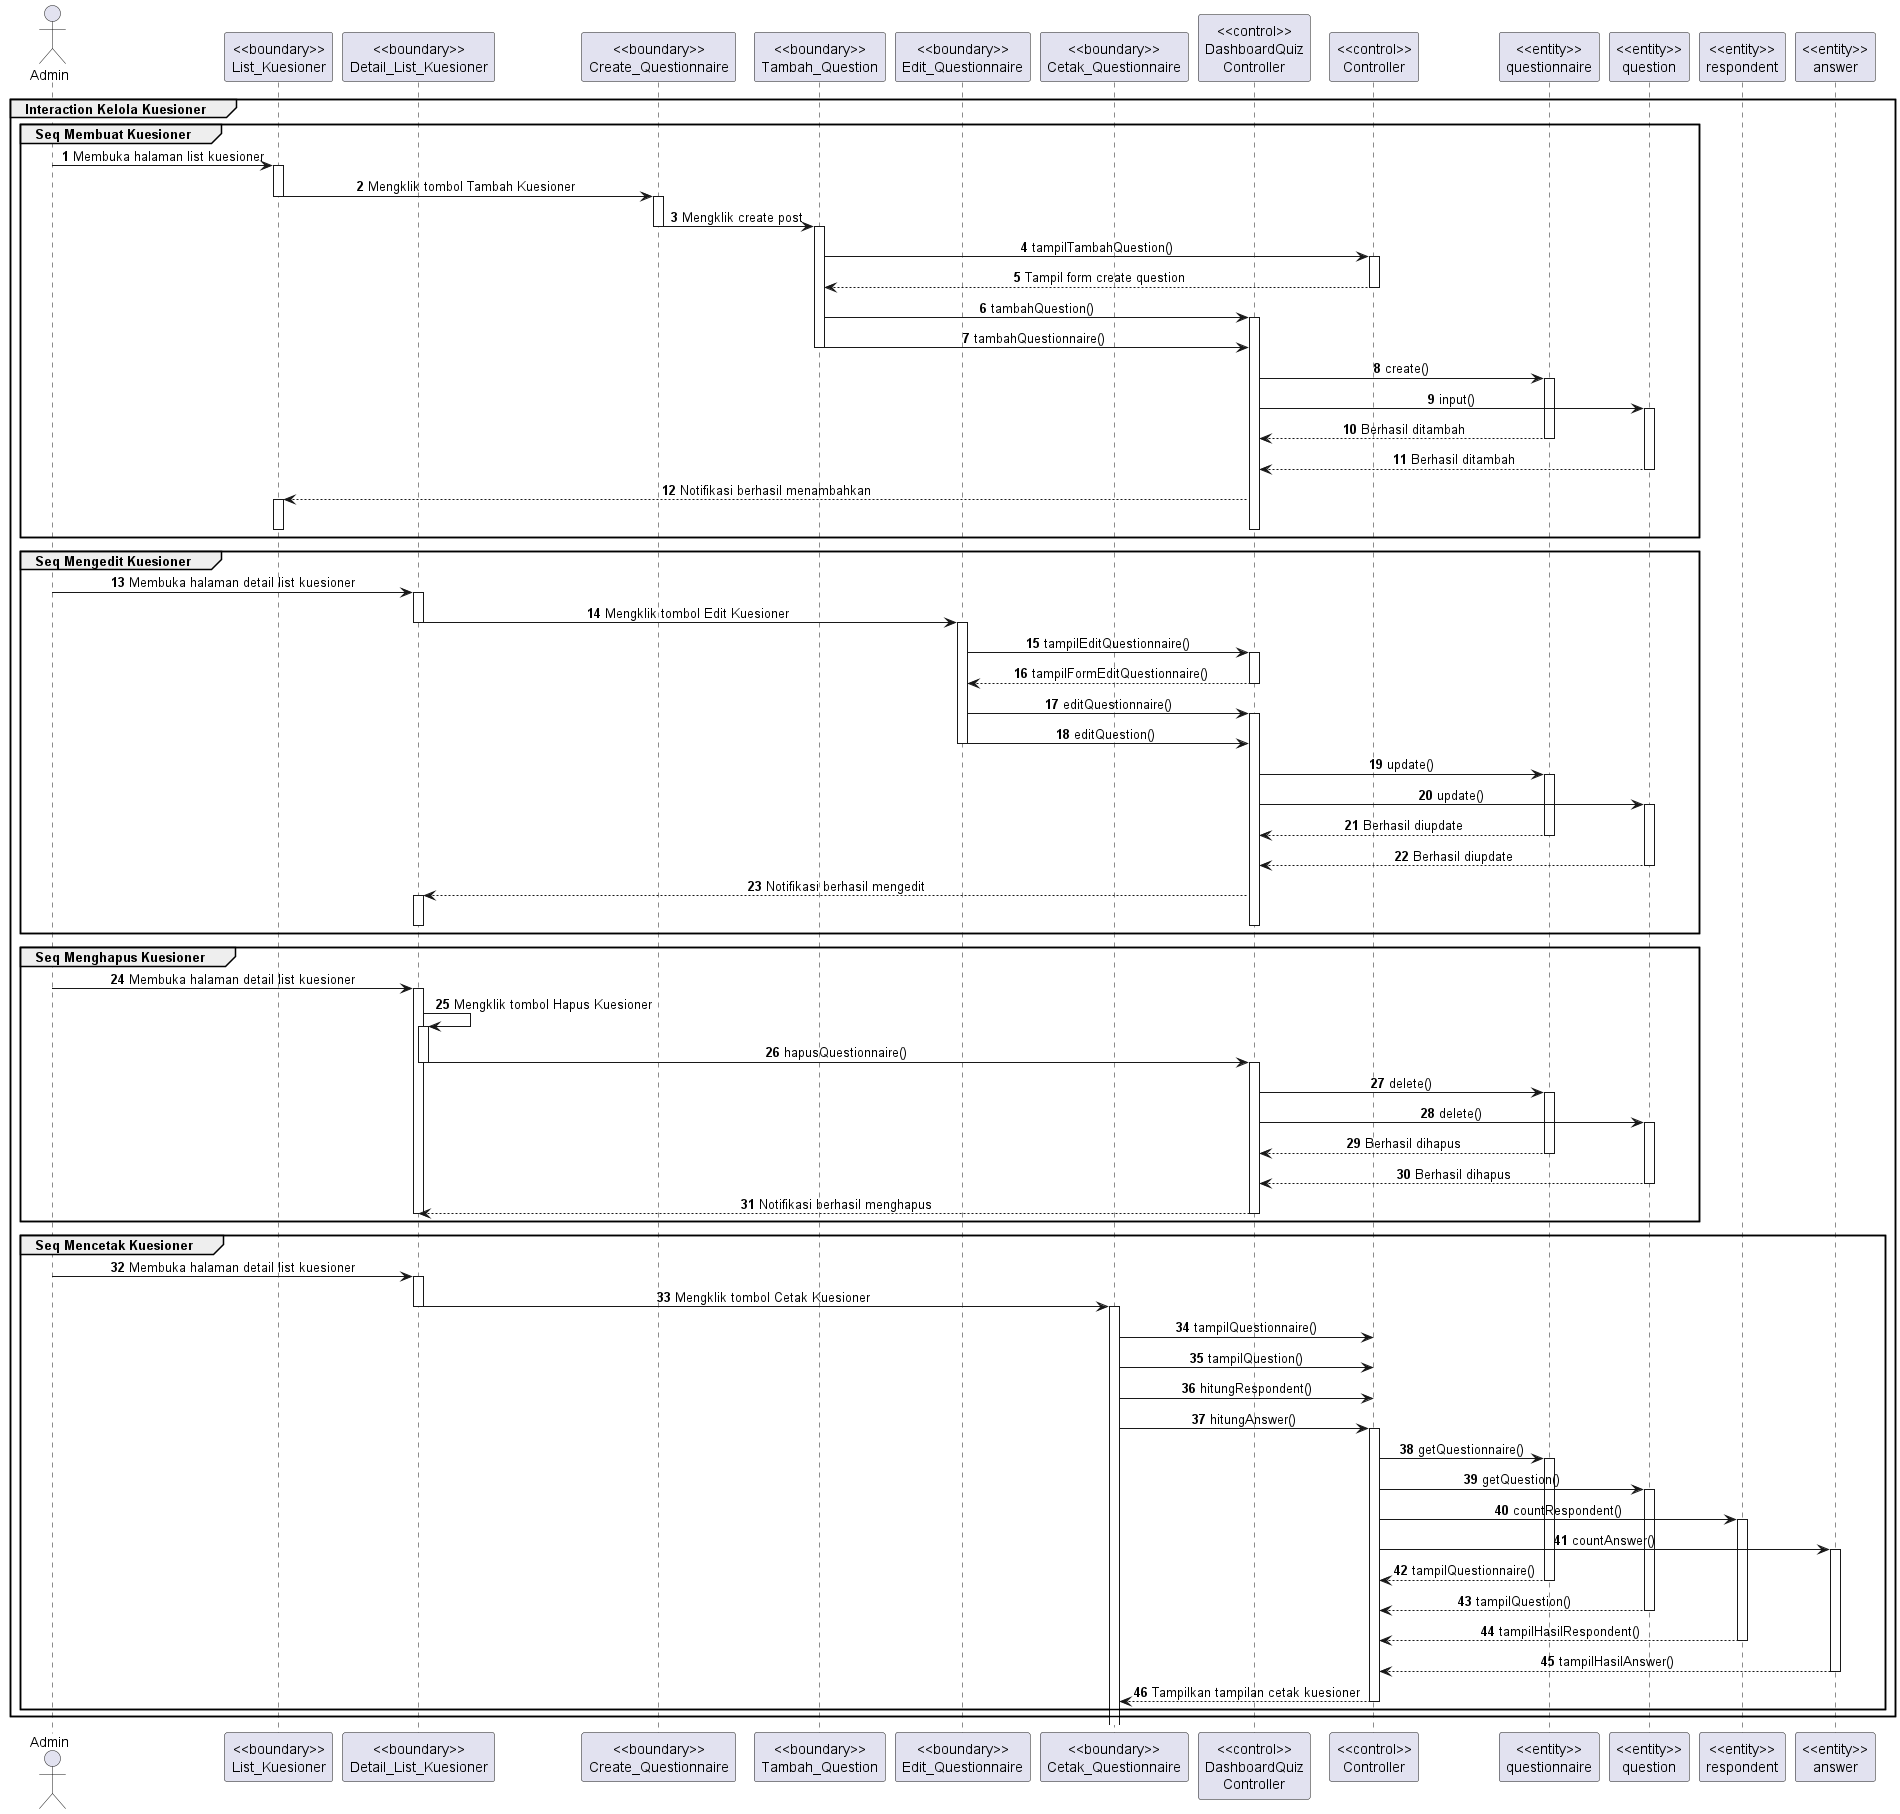 Admin
<<boundary>>
List_Kuesioner
<<boundary>>
Detail_List_Kuesioner
<<boundary>>
Create_Questionnaire
<<boundary>>
Tambah_Question
<<boundary>>
Edit_Questionnaire
<<boundary>>
Cetak_Questionnaire
<<control>>
DashboardQuiz
Controller
<<control>>
Controller
<<entity>>
questionnaire
<<entity>>
question
<<entity>>
respondent
<<entity>>
answer
Interaction Kelola Kuesioner
Seq Membuat Kuesioner
1 Membuka halaman list kuesioner
2 Mengklik tombol Tambah Kuesioner
3 Mengklik create post
4 tampilTambahQuestion()
5 Tampil form create question
6 tambahQuestion()
7 tambahQuestionnaire()
8 create()
9 input()
10 Berhasil ditambah
11 Berhasil ditambah
12 Notifikasi berhasil menambahkan
Seq Mengedit Kuesioner
13 Membuka halaman detail list kuesioner
14 Mengklik tombol Edit Kuesioner
15 tampilEditQuestionnaire()
16 tampilFormEditQuestionnaire()
17 editQuestionnaire()
18 editQuestion()
19 update()
20 update()
21 Berhasil diupdate
22 Berhasil diupdate
23 Notifikasi berhasil mengedit
Seq Menghapus Kuesioner
24 Membuka halaman detail list kuesioner
25 Mengklik tombol Hapus Kuesioner
26 hapusQuestionnaire()
27 delete()
28 delete()
29 Berhasil dihapus
30 Berhasil dihapus
31 Notifikasi berhasil menghapus
Seq Mencetak Kuesioner
32 Membuka halaman detail list kuesioner
33 Mengklik tombol Cetak Kuesioner
34 tampilQuestionnaire()
35 tampilQuestion()
36 hitungRespondent()
37 hitungAnswer()
38 getQuestionnaire()
39 getQuestion()
40 countRespondent()
41 countAnswer()
42 tampilQuestionnaire()
43 tampilQuestion()
44 tampilHasilRespondent()
45 tampilHasilAnswer()
46 Tampilkan tampilan cetak kuesioner
Admin
<<boundary>>
List_Kuesioner
<<boundary>>
Detail_List_Kuesioner
<<boundary>>
Create_Questionnaire
<<boundary>>
Tambah_Question
<<boundary>>
Edit_Questionnaire
<<boundary>>
Cetak_Questionnaire
<<control>>
DashboardQuiz
Controller
<<control>>
Controller
<<entity>>
questionnaire
<<entity>>
question
<<entity>>
respondent
<<entity>>
answer